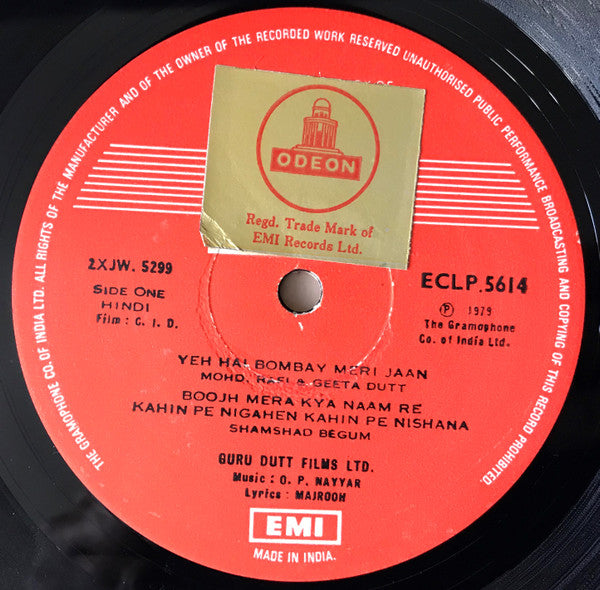 THE GRAMOPHONE CO. OF INDIA LTD. ALL RIGHTS OF THE MANUFACTURER AND OF THE OWNER OF THE RECORDED WORK RESERVED UNAUTHORISED PUBLIC PERFORMANCE BROADCASTING AND COPYING OF THIS RECORD PROHIBITED.
ODEON
Regd. Trade Mark of
EMI Records Ltd.
2XJW. 5299
SIDE ONE
HINDI
Film : C. I. D.
ECLP.5614
Ⓟ 1979
The Gramophone
Co. of India Ltd.
YEH HAI BOMBAY MERI JAAN
MOHD. RAFI & GEETA DUTT
BOOJH MERA KYA NAAM RE
KAHIN PE NIGAHEN KAHIN PE NISHANA
SHAMSHAD BEGUM
GURU DUTT FILMS LTD.
Music : O. P. NAYYAR
Lyrics : MAJROOH
EMI
MADE IN INDIA.